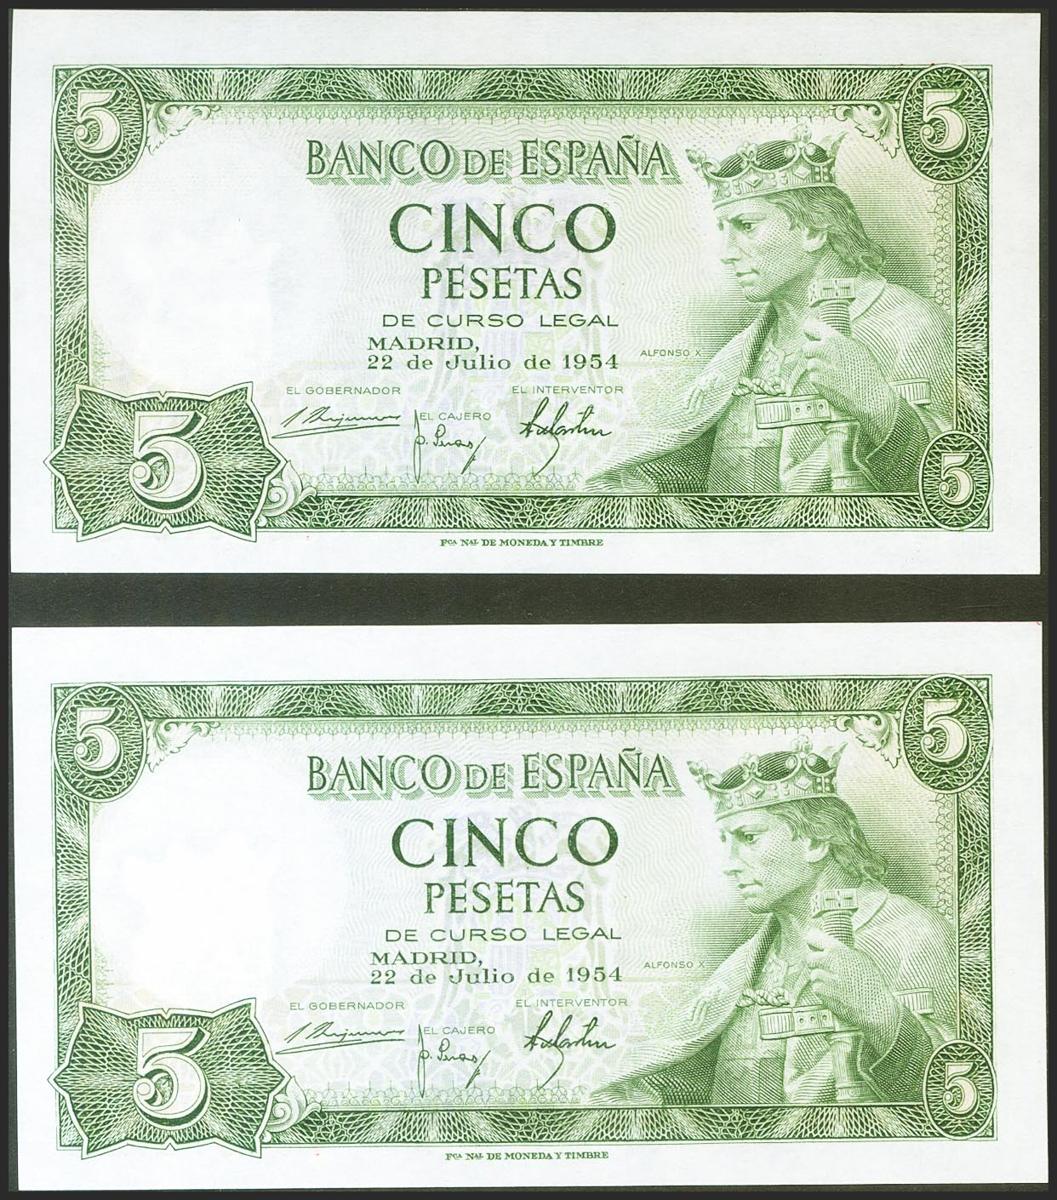 5 5
BANCO DE ESPAÑA
CINCO
PESETAS
DE CURSO LEGAL
MADRID,
22 de Julio de 1954
ALFONSO X
EL GOBERNADOR EL INTERVENTOR
EL CAJERO
5 5
Fca Nal DE MONEDA Y TIMBRE
5 5
BANCO DE ESPAÑA
CINCO
PESETAS
DE CURSO LEGAL
MADRID,
22 de Julio de 1954
ALFONSO X
EL GOBERNADOR EL INTERVENTOR
EL CAJERO
5 5
Fca Nal DE MONEDA Y TIMBRE